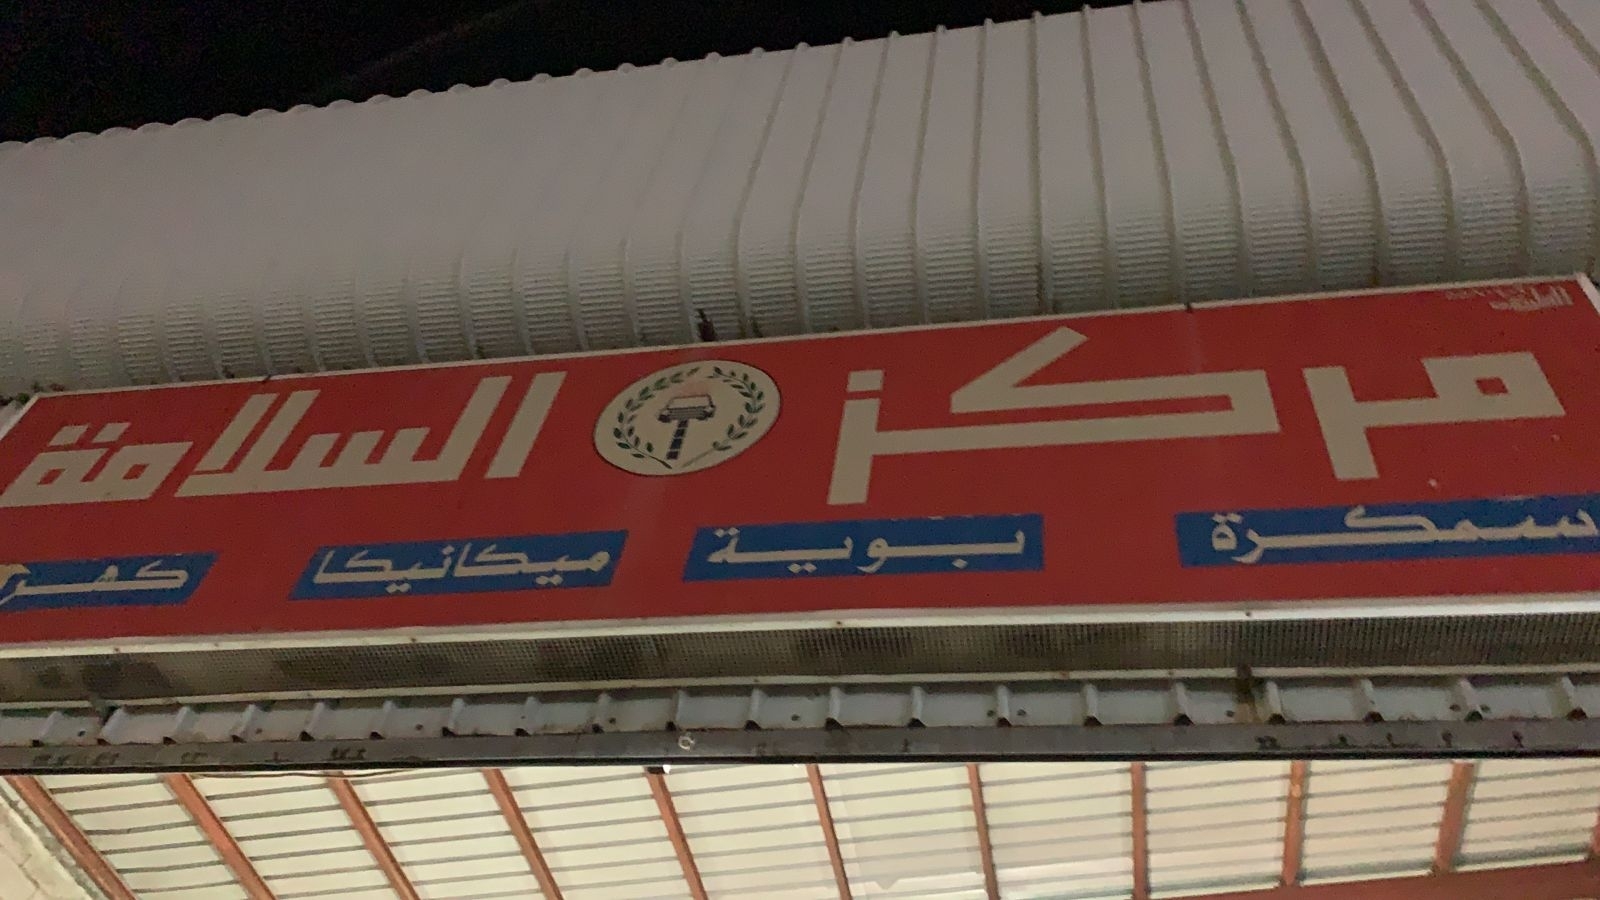 مركز السلامة
سمكرة بوية ميكانيكا